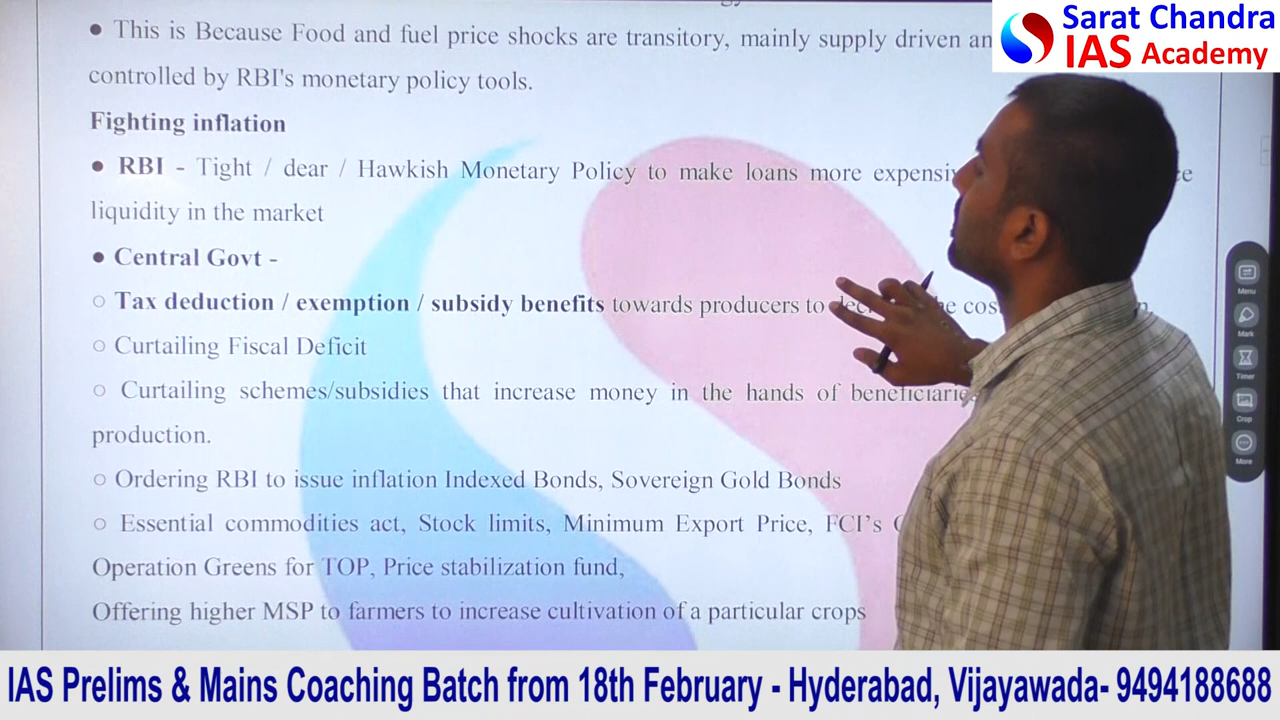 ● This is Because Food and fuel price shocks are transitory, mainly supply driven
controlled by RBI's monetary policy tools.
Fighting inflation
● RBI - Tight / dear / Hawkish Monetary Policy to make loans more
liquidity in the market
● Central Govt -
○ Tax deduction / exemption / subsidy benefits towards producers to
○ Curtailing Fiscal Deficit
○ Curtailing schemes/subsidies that increase money in the hands of
production.
○ Ordering RBI to issue inflation Indexed Bonds, Sovereign Gold Bonds
○ Essential commodities act, Stock limits, Minimum Export Price, FCI's
Operation Greens for TOP, Price stabilization fund,
Offering higher MSP to farmers to increase cultivation of a particular crops
Sarat Chandra
IAS Academy
Menu
Mark
Timer
Crop
More
IAS Prelims & Mains Coaching Batch from 18th February - Hyderabad, Vijayawada- 9494188688